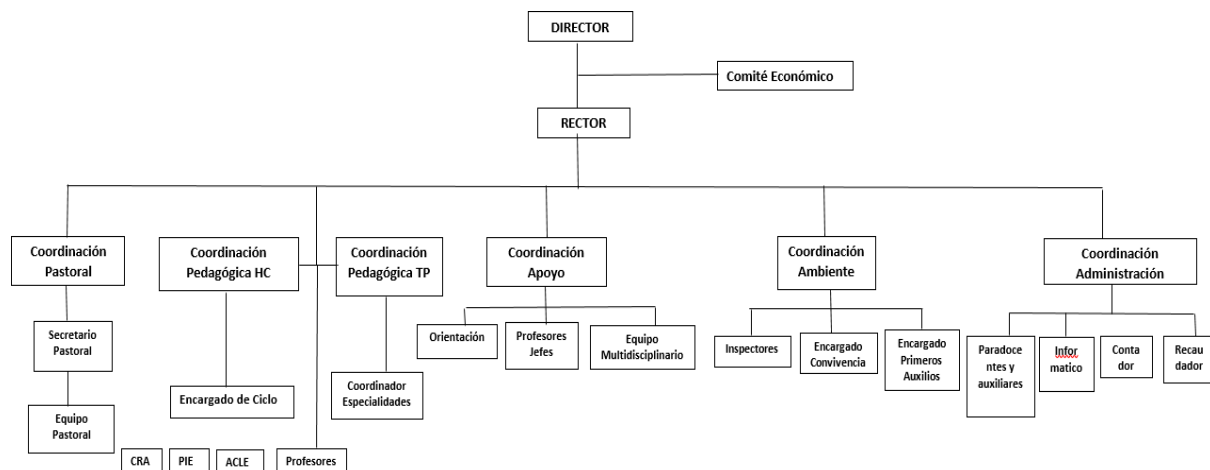 DIRECTOR
Comité Económico
RECTOR
Coordinación
Pastoral
Coordinación
Pedagógica HC
Coordinación
Pedagógica TP
Coordinación
Apoyo
Coordinación
Ambiente
Coordinación
Administración
Secretario
Pastoral
Orientación
Profesores
Jefes
Equipo
Multidisciplinario
Inspectores
Encargado
Convivencia
Encargado
Primeros
Auxilios
Paradoce
ntes y
auxiliares
Infor
matico
Conta
dor
Recau
dador
Encargado de Ciclo
Coordinador
Especialidades
Equipo
Pastoral
CRA
PIE
ACLE
Profesores